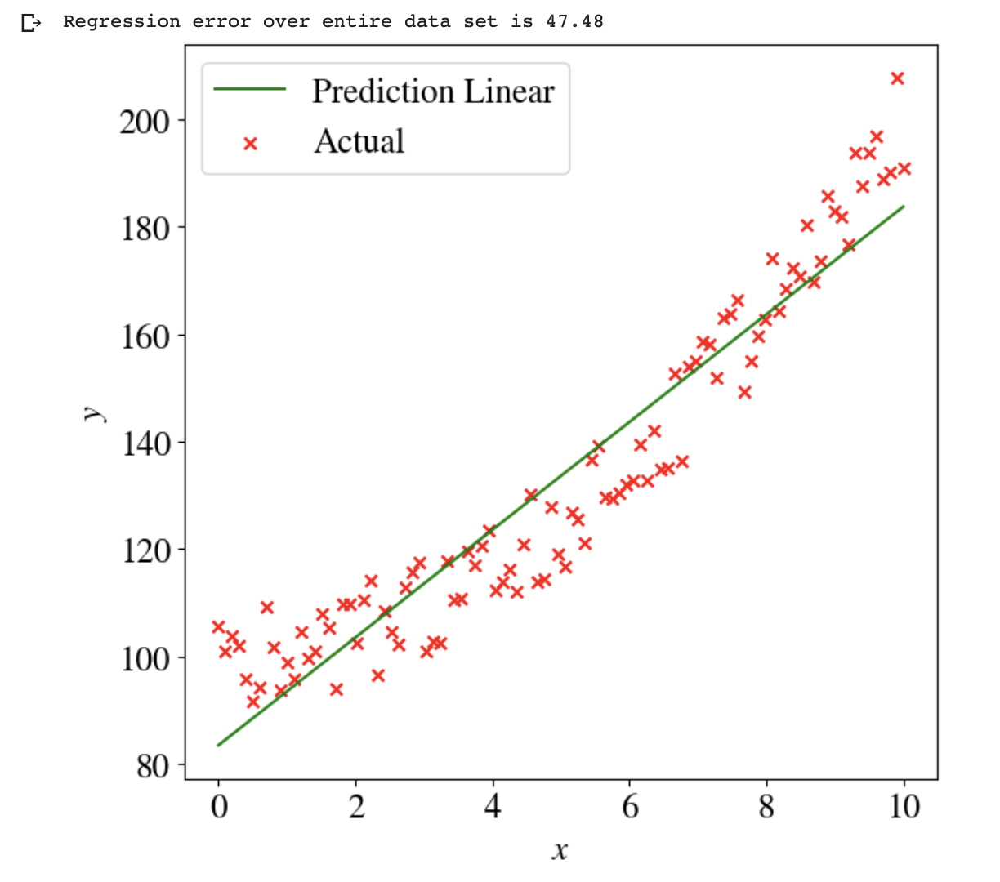 Regression error over entire data set is 47.48
Prediction Linear
Actual
200
180
160
140
120
100
80
y
0 2 4 6 8 10
x